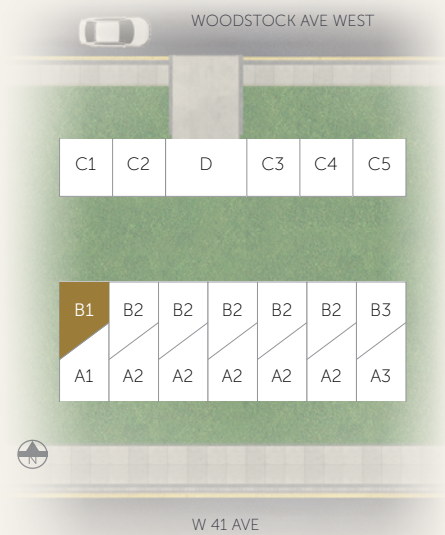 WOODSTOCK AVE WEST
C1 C2 D C3 C4 C5
B1 B2 B2 B2 B2 B2 B3
A1 A2 A2 A2 A2 A2 A3
N
W 41 AVE